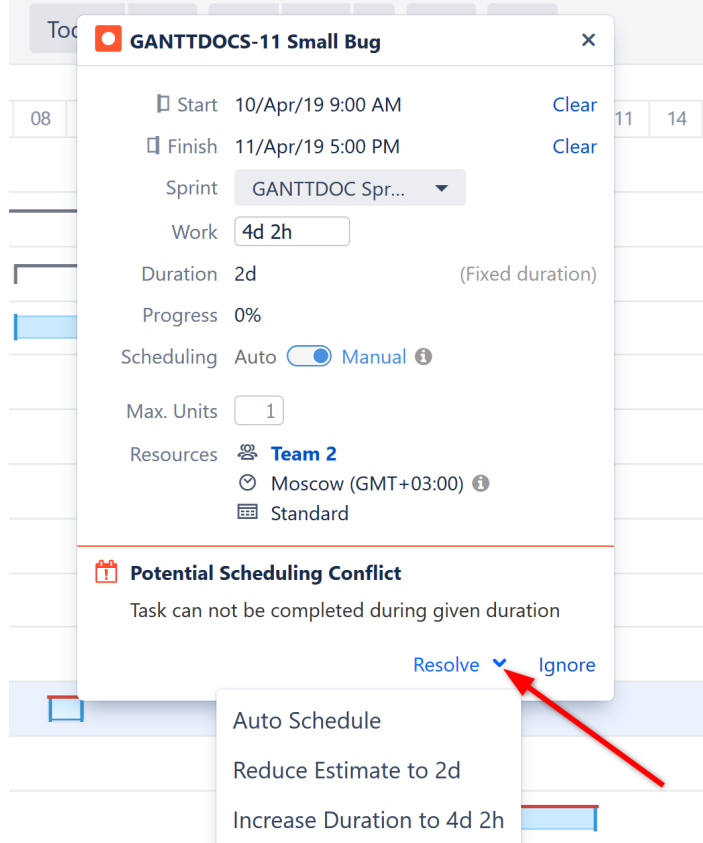 Toc
GANTTDOCS-11 Small Bug
08
11
14
Start 10/Apr/19 9:00 AM Clear
Finish 11/Apr/19 5:00 PM Clear
Sprint GANTTDOC Spr...
Work 4d 2h
Duration 2d (Fixed duration)
Progress 0%
Scheduling Auto Manual
Max. Units 1
Resources Team 2
Moscow (GMT+03:00)
Standard
Potential Scheduling Conflict
Task can not be completed during given duration
Resolve Ignore
Auto Schedule
Reduce Estimate to 2d
Increase Duration to 4d 2h